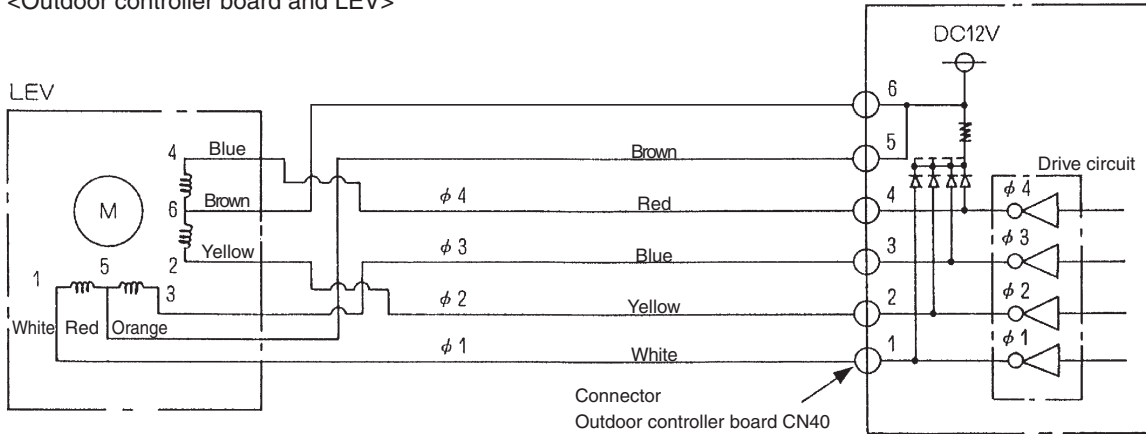 <Outdoor controller board and LEV>
DC12V
LEV
6
4 Blue
5
Brown
Drive circuit
M
6 Brown
φ 4
Red
4
φ 4
Yellow
2
φ 3
Blue
3
φ 3
1
5
3
φ 2
Yellow
2
φ 2
White Red Orange
φ 1
White
1
φ 1
Connector
Outdoor controller board CN40